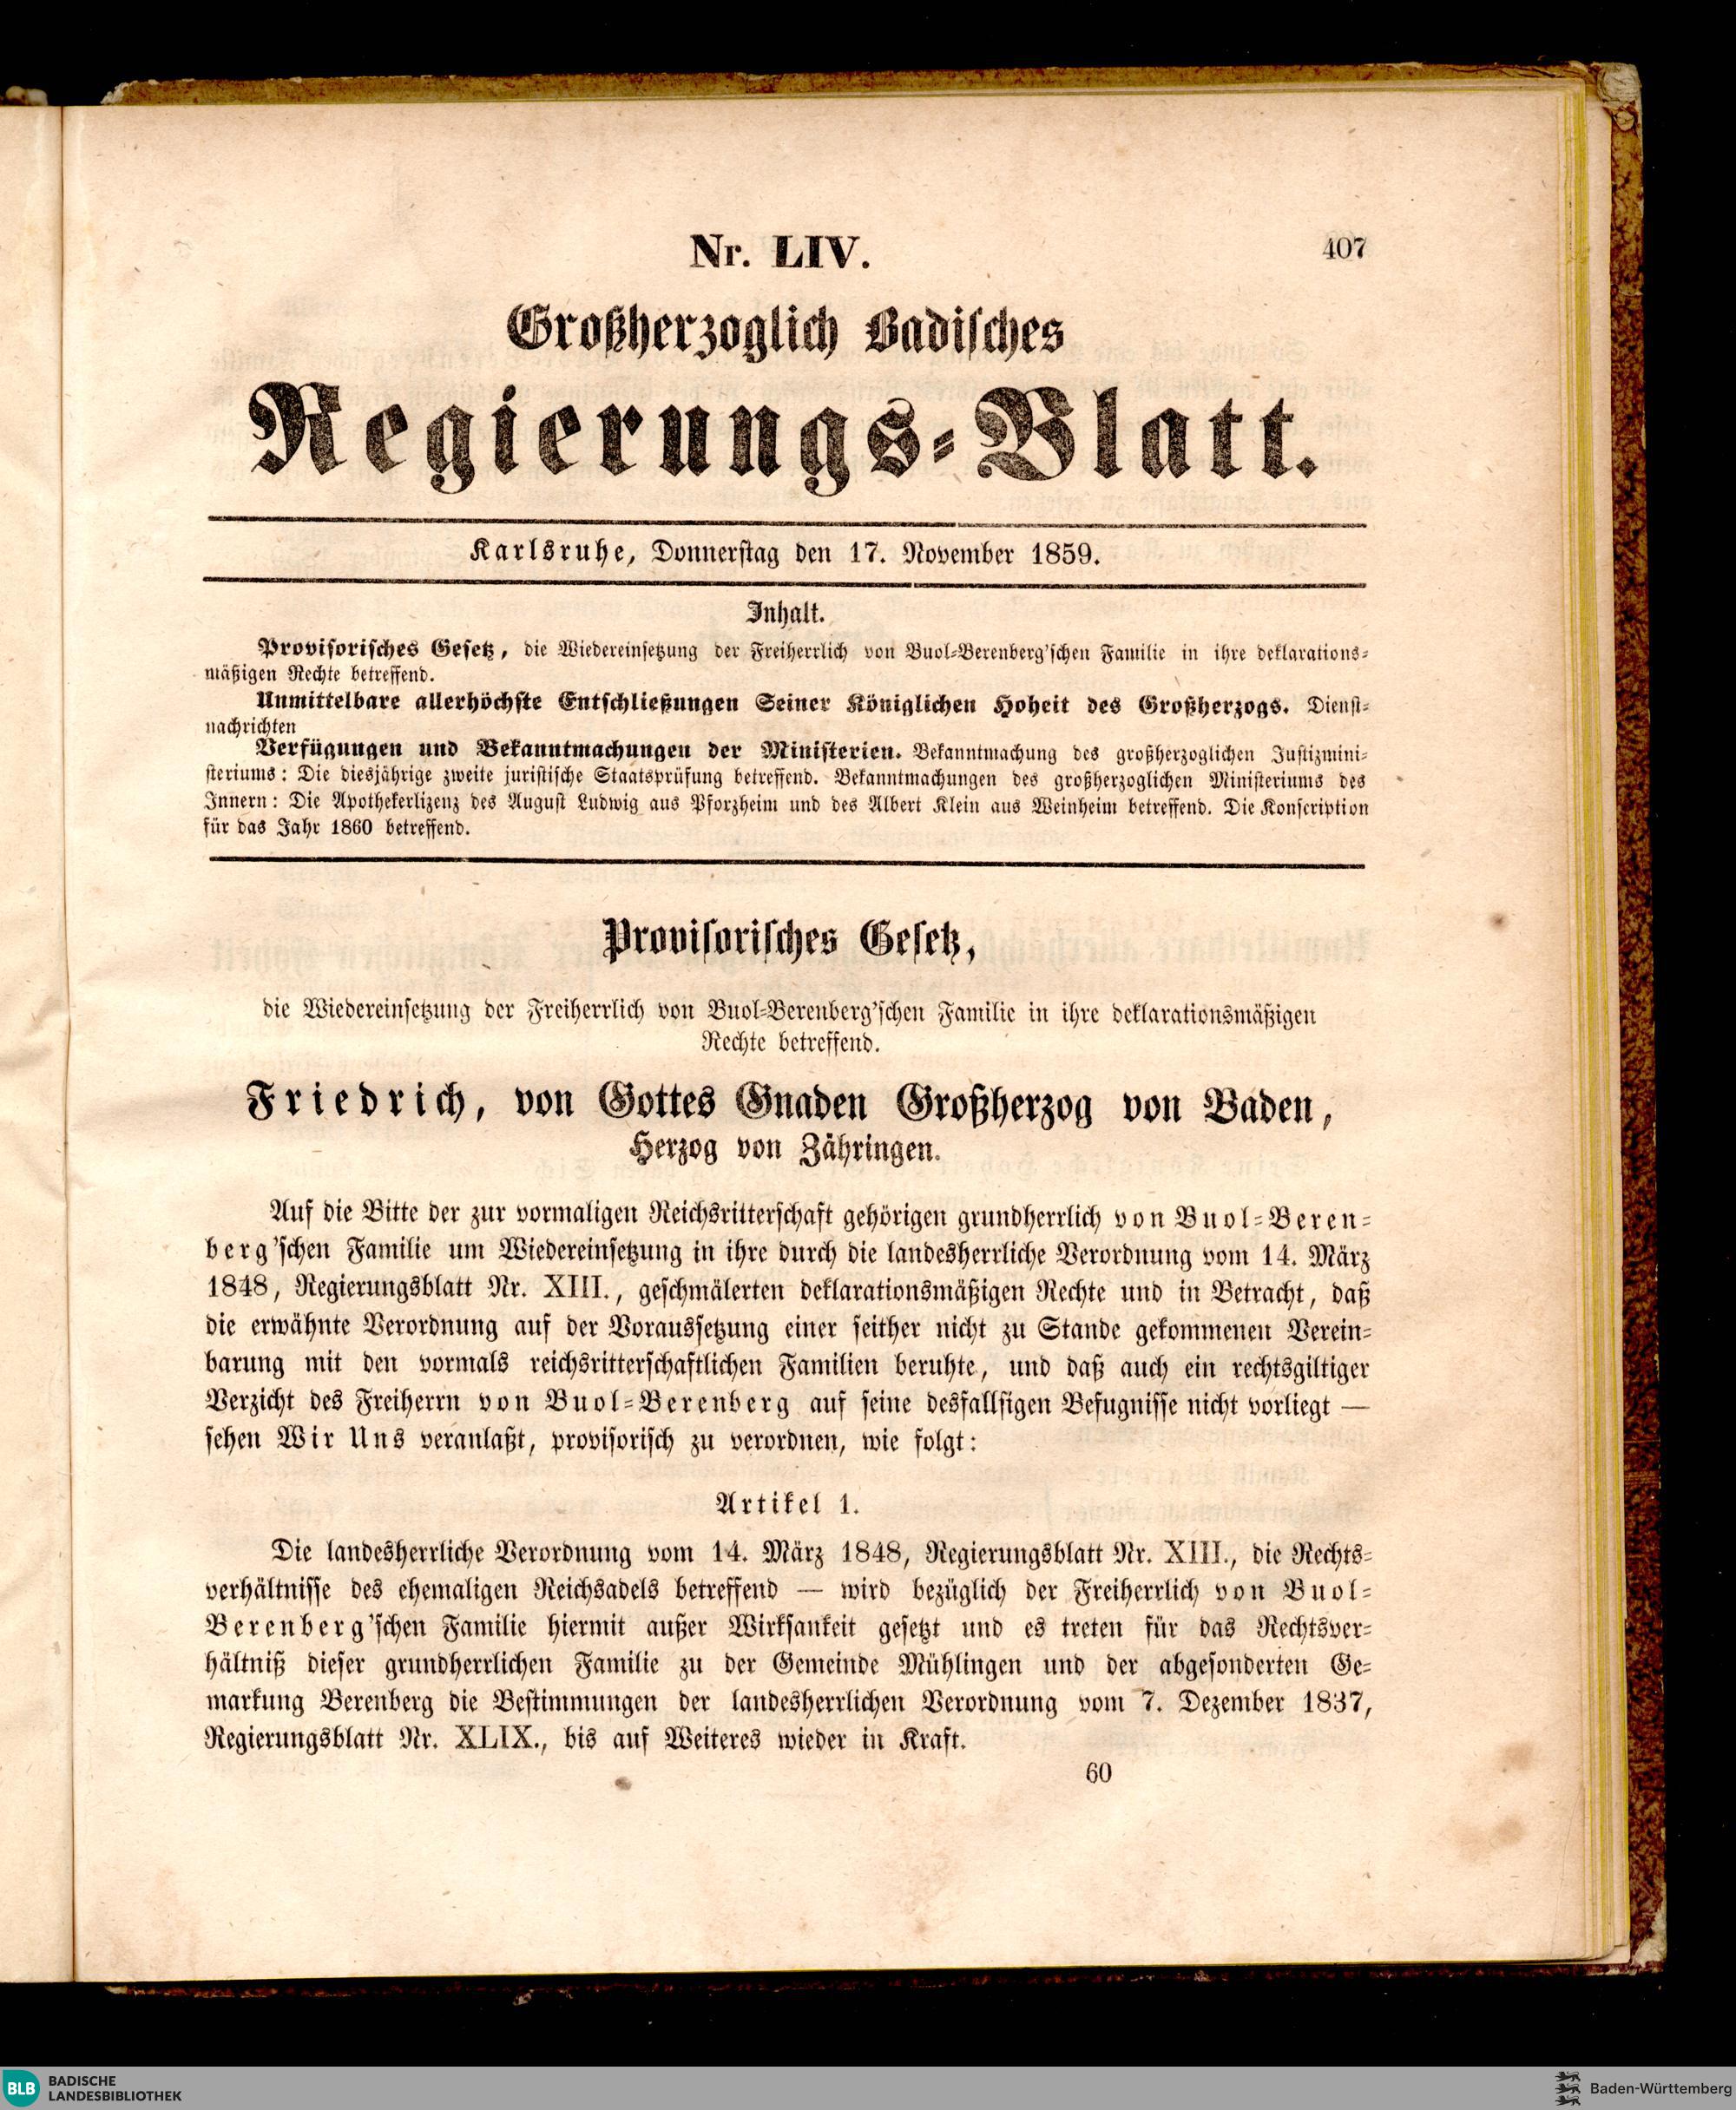 Nr. LIV.
407
Großherzoglich Badisches
Regierungs-Blatt.
Karlsruhe, Donnerstag den 17. November 1859.
Inhalt.
Provisorisches Gesetz, die Wiedereinsetzung der Freiherrlich von Buol-Berenberg'schen Familie in ihre deklarations-
mäßigen Rechte betreffend.
Unmittelbare allerhöchste Entschließungen Seiner Königlichen Hoheit des Großherzogs. Dienst-
nachrichten
Verfügungen und Bekanntmachungen der Ministerien. Bekanntmachung des großherzoglichen Justizmini-
steriums: Die diesjährige zweite juristische Staatsprüfung betreffend. Bekanntmachungen des großherzoglichen Ministeriums des
Innern: Die Apothekerlizenz des August Ludwig aus Pforzheim und des Albert Klein aus Weinheim betreffend. Die Konscription
für das Jahr 1860 betreffend.
Provisorisches Gesetz,
die Wiedereinsetzung der Freiherrlich von Buol-Berenberg'schen Familie in ihre deklarationsmäßigen
Rechte betreffend.
Friedrich, von Gottes Gnaden Großherzog von Baden,
Herzog von Zähringen.
Auf die Bitte der zur vormaligen Reichsritterschaft gehörigen grundherrlich von Buol-Beren-
berg'schen Familie um Wiedereinsetzung in ihre durch die landesherrliche Verordnung vom 14. März
1848, Regierungsblatt Nr. XIII., geschmälerten deklarationsmäßigen Rechte und in Betracht, daß
die erwähnte Verordnung auf der Voraussetzung einer seither nicht zu Stande gekommenen Verein-
barung mit den vormals reichsritterschaftlichen Familien beruhte, und daß auch ein rechtsgiltiger
Verzicht des Freiherrn von Buol-Berenberg auf seine desfallsigen Befugnisse nicht vorliegt —
sehen Wir Uns veranlaßt, provisorisch zu verordnen, wie folgt:
Artikel 1.
Die landesherrliche Verordnung vom 14. März 1848, Regierungsblatt Nr. XIII., die Rechts-
verhältnisse des ehemaligen Reichsadels betreffend — wird bezüglich der Freiherrlich von Buol-
Berenberg'schen Familie hiermit außer Wirksankeit gesetzt und es treten für das Rechtsver-
hältniß dieser grundherrlichen Familie zu der Gemeinde Mühlingen und der abgesonderten Ge-
markung Berenberg die Bestimmungen der landesherrlichen Verordnung vom 7. Dezember 1837,
Regierungsblatt Nr. XLIX., bis auf Weiteres wieder in Kraft.
60
BLB BADISCHE
LANDESBIBLIOTHEK
Baden-Württemberg